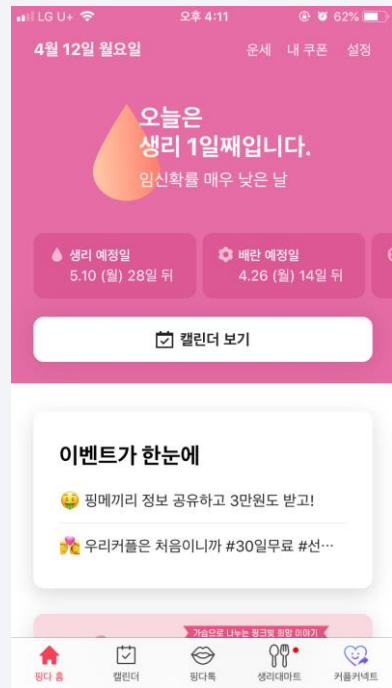 LG U+ 오후 4:11 62%
4월 12일 월요일 운세 내 쿠폰 설정
오늘은
생리 1일째입니다.
임신확률 매우 낮은 날
생리 예정일
5.10 (월) 28일 뒤
배란 예정일
4.26 (월) 14일 뒤
캘린더 보기
이벤트가 한눈에
핑메끼리 정보 공유하고 3만원도 받고!
우리커플은 처음이니까 #30일무료 #선…
가슴으로 나누는 핑크빛 희망 이야기
핑다 홈 캘린더 핑다톡 생리대마트 커플커넥트